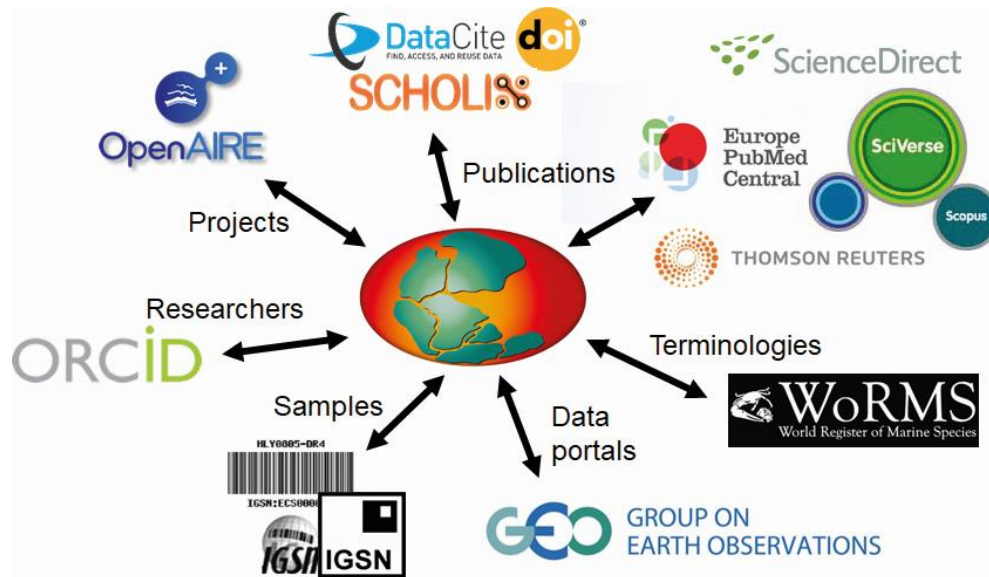 DataCite
FIND, ACCESS, AND REUSE DATA
doi®
SCHOLIX
OpenAIRE
ScienceDirect
Publications
Europe
PubMed
Central
SciVerse
Scopus
Projects
THOMSON REUTERS
Researchers
ORCiD
Terminologies
WoRMS
World Register of Marine Species
Samples
HLY0805-DR4
IGSN
IGSN
Data
portals
GEO
GROUP ON
EARTH OBSERVATIONS